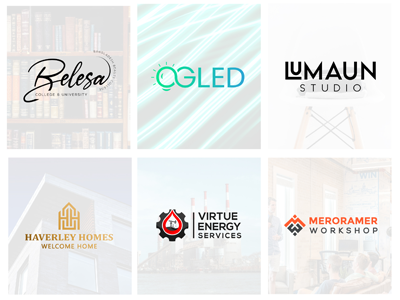 Belesa
COLLEGE & UNIVERSITY
OGLED
LUMAUN
STUDIO
HAVERLEY HOMES
WELCOME HOME
VIRTUE
ENERGY
SERVICES
MERORAMER
WORKSHOP